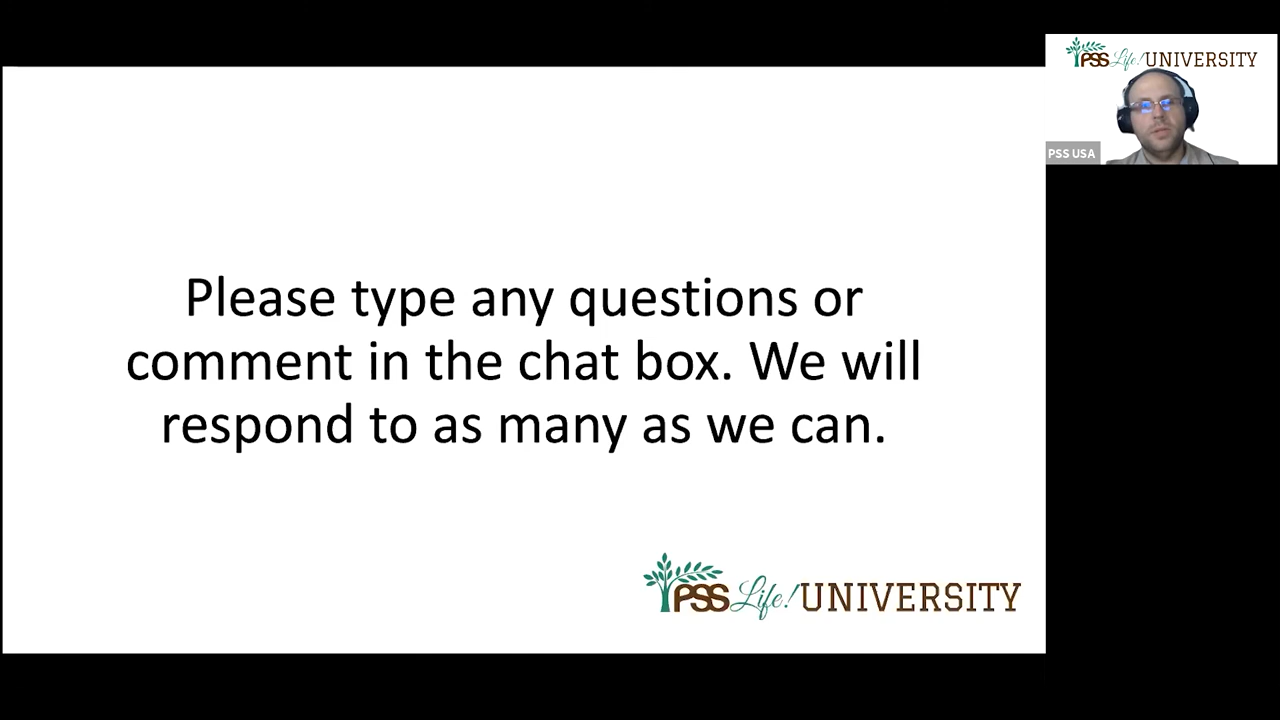 Please type any questions or
comment in the chat box. We will
respond to as many as we can.
PSS Life! UNIVERSITY
PSS Life! UNIVERSITY
PSS USA